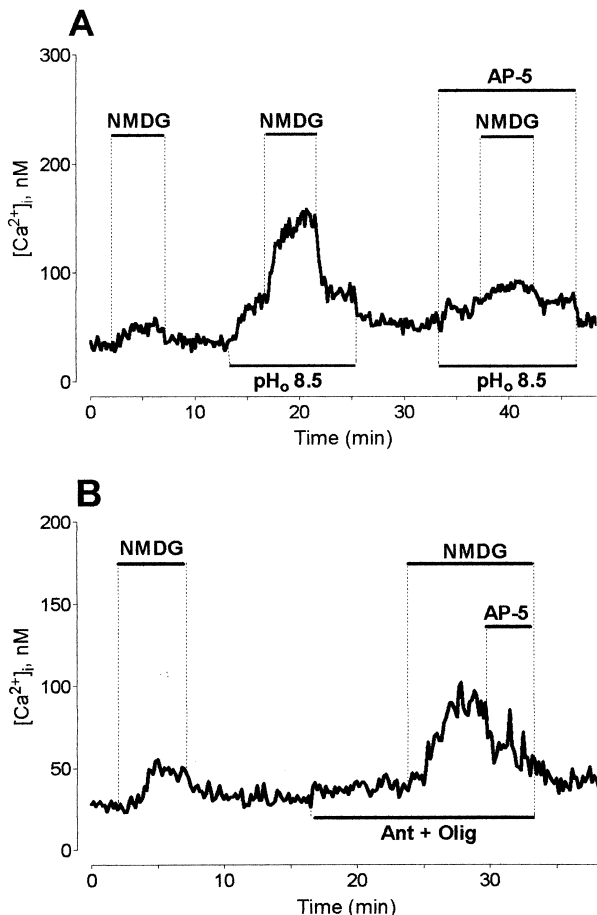 A
300
AP-5
NMDG NMDG NMDG
200
[Ca²⁺]ᵢ, nM
100
0
pHₒ 8.5 pHₒ 8.5
0 10 20 30 40
Time (min)
B
200
NMDG NMDG
150
AP-5
[Ca²⁺]ᵢ, nM
100
50
0
Ant + Olig
0 10 20 30
Time (min)